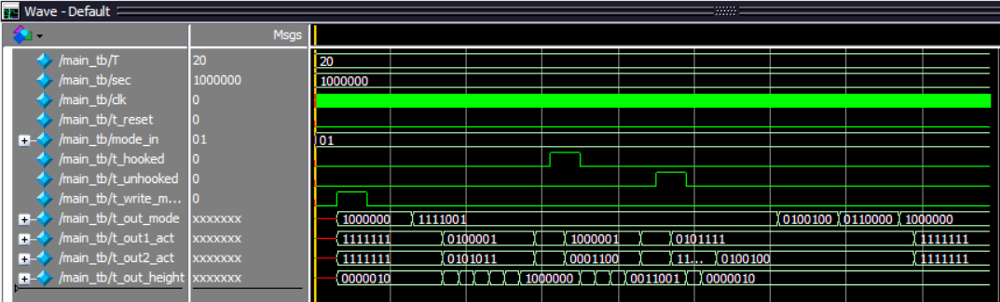 Wave - Default
Msgs
/main_tb/T 20 20
/main_tb/sec 1000000 1000000
/main_tb/clk 0
/main_tb/t_reset 0
/main_tb/mode_in 01 01
/main_tb/t_hooked 0
/main_tb/t_unhooked 0
/main_tb/t_write_m... 0
/main_tb/t_out_mode xxxxxxx 1000000 1111001 0100100 0110000 1000000
/main_tb/t_out1_act xxxxxxx 1111111 0100001 1000001 0101111 1111111
/main_tb/t_out2_act xxxxxxx 1111111 0101011 0001100 11... 0100100 1111111
/main_tb/t_out_height xxxxxxx 0000010 1000000 0011001 0000010